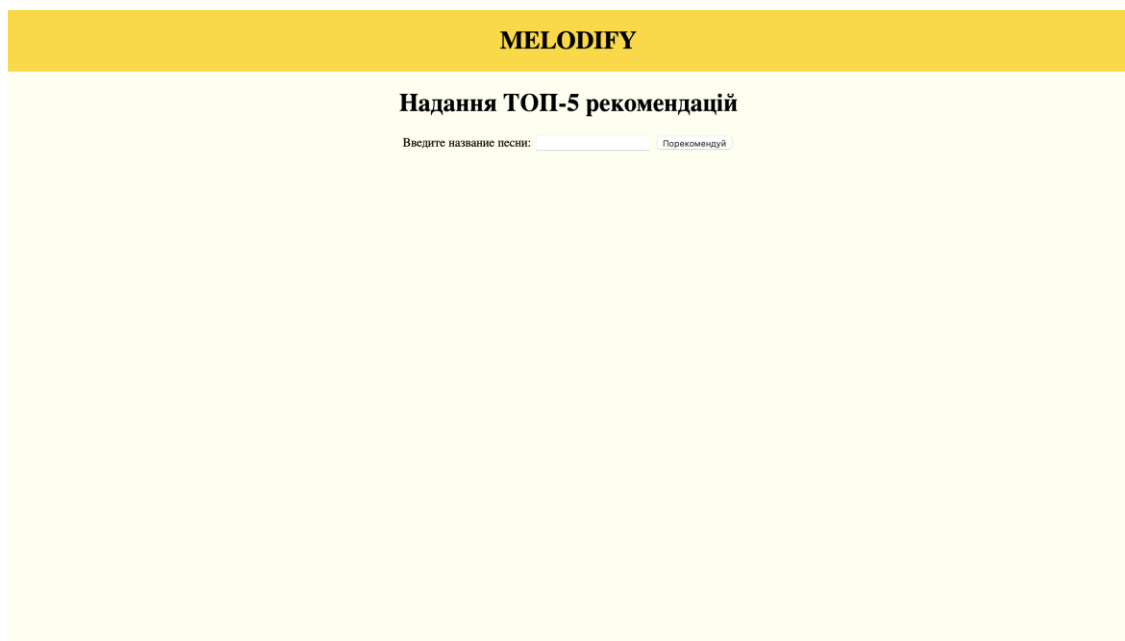 MELODIFY
Надання ТОП-5 рекомендацій
Введите название песни: Порекомендуй